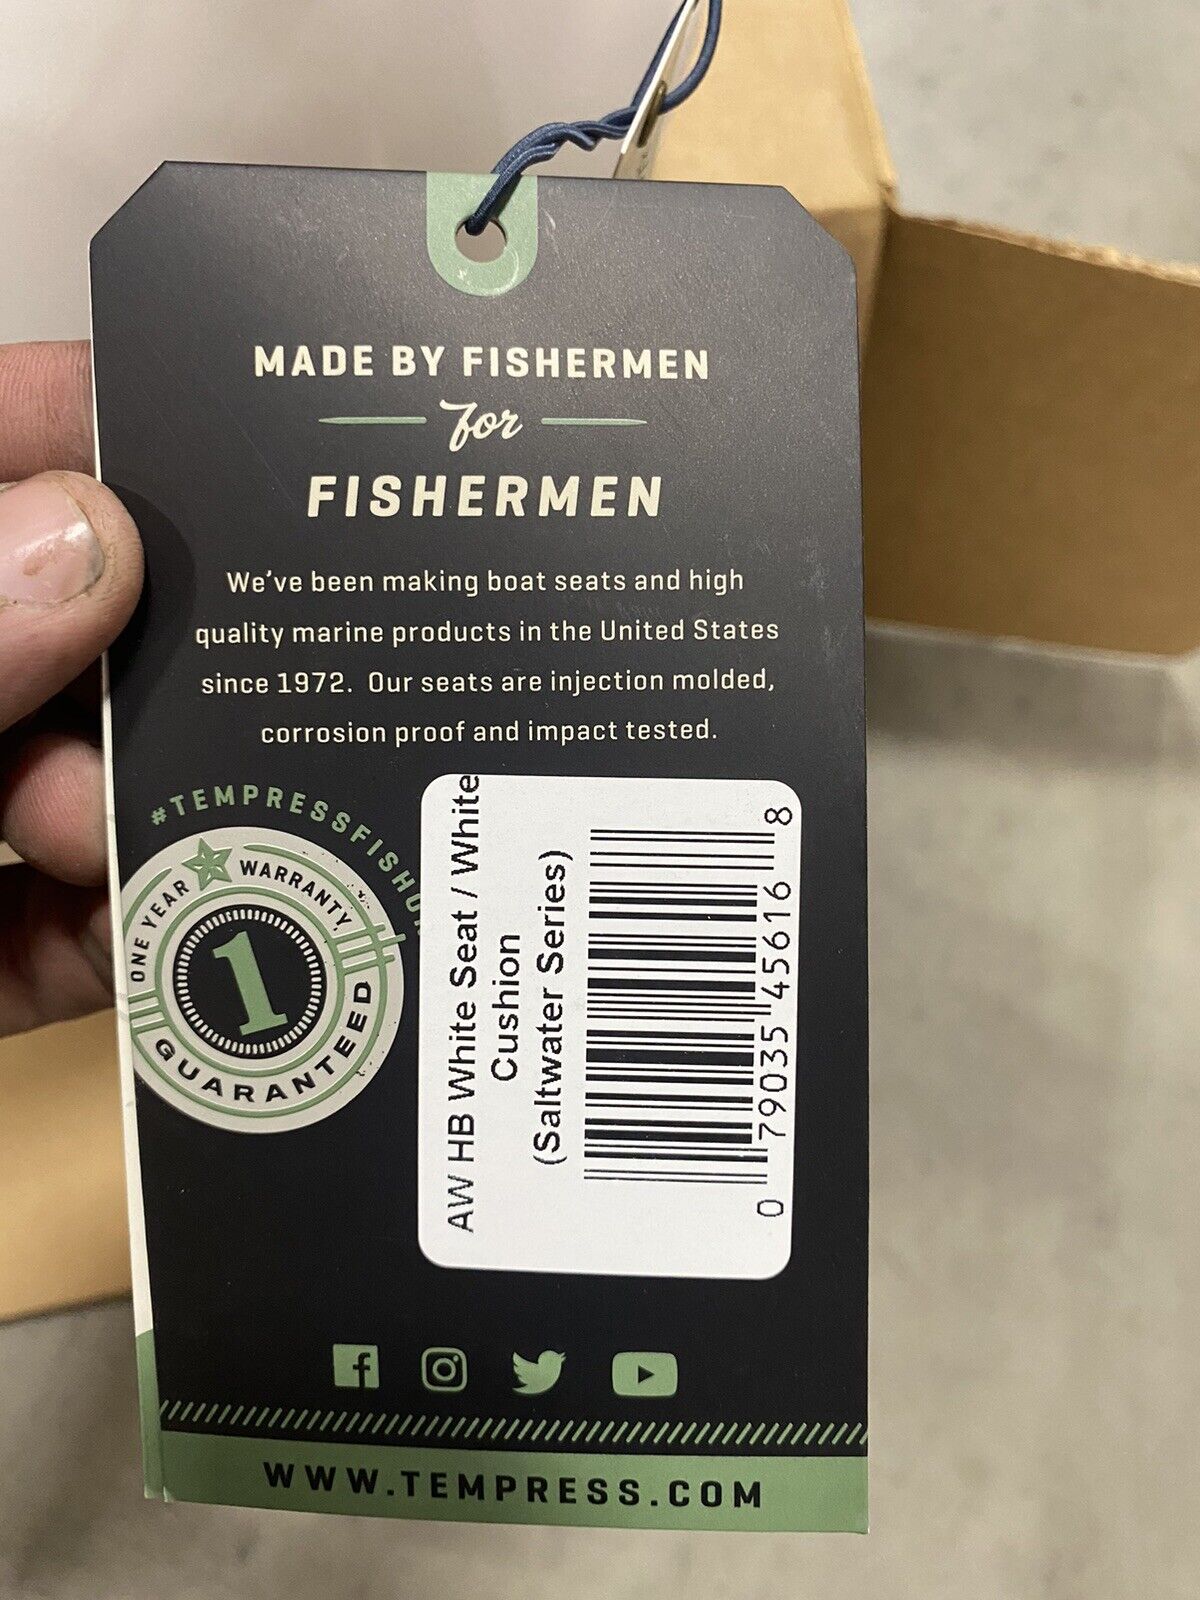 MADE BY FISHERMEN
for
FISHERMEN
We've been making boat seats and high
quality marine products in the United States
since 1972. Our seats are injection molded,
corrosion proof and impact tested.
ONE YEAR WARRANTY
1
GUARANTEED
AW HB White Seat / White
Cushion
(Saltwater Series)
0 79035 45616 8
WWW.TEMPRESS.COM